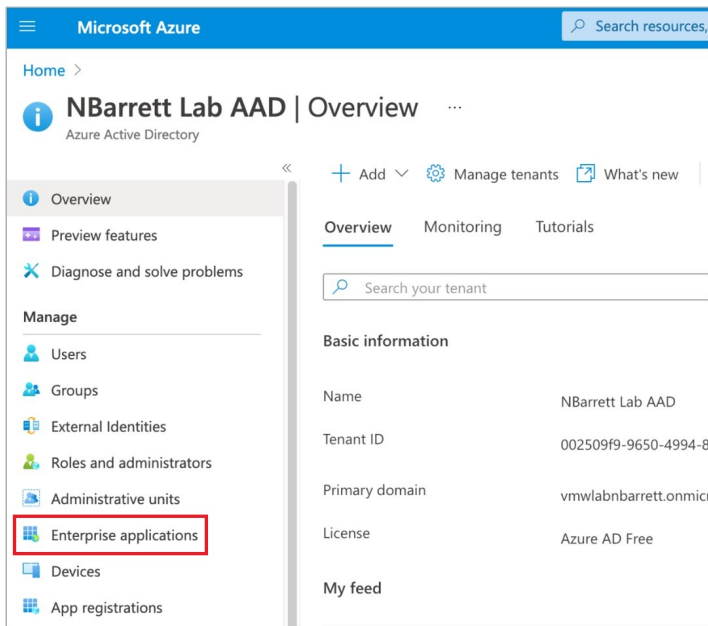 Microsoft Azure
Search resources,
Home
NBarrett Lab AAD | Overview ...
Azure Active Directory
Add
Manage tenants
What's new
Overview
Preview features
Diagnose and solve problems
Manage
Users
Groups
External Identities
Roles and administrators
Administrative units
Enterprise applications
Devices
App registrations
Overview Monitoring Tutorials
Search your tenant
Basic information
Name NBarrett Lab AAD
Tenant ID 002509f9-9650-4994-8
Primary domain vmwlabnbarrett.onmic
License Azure AD Free
My feed